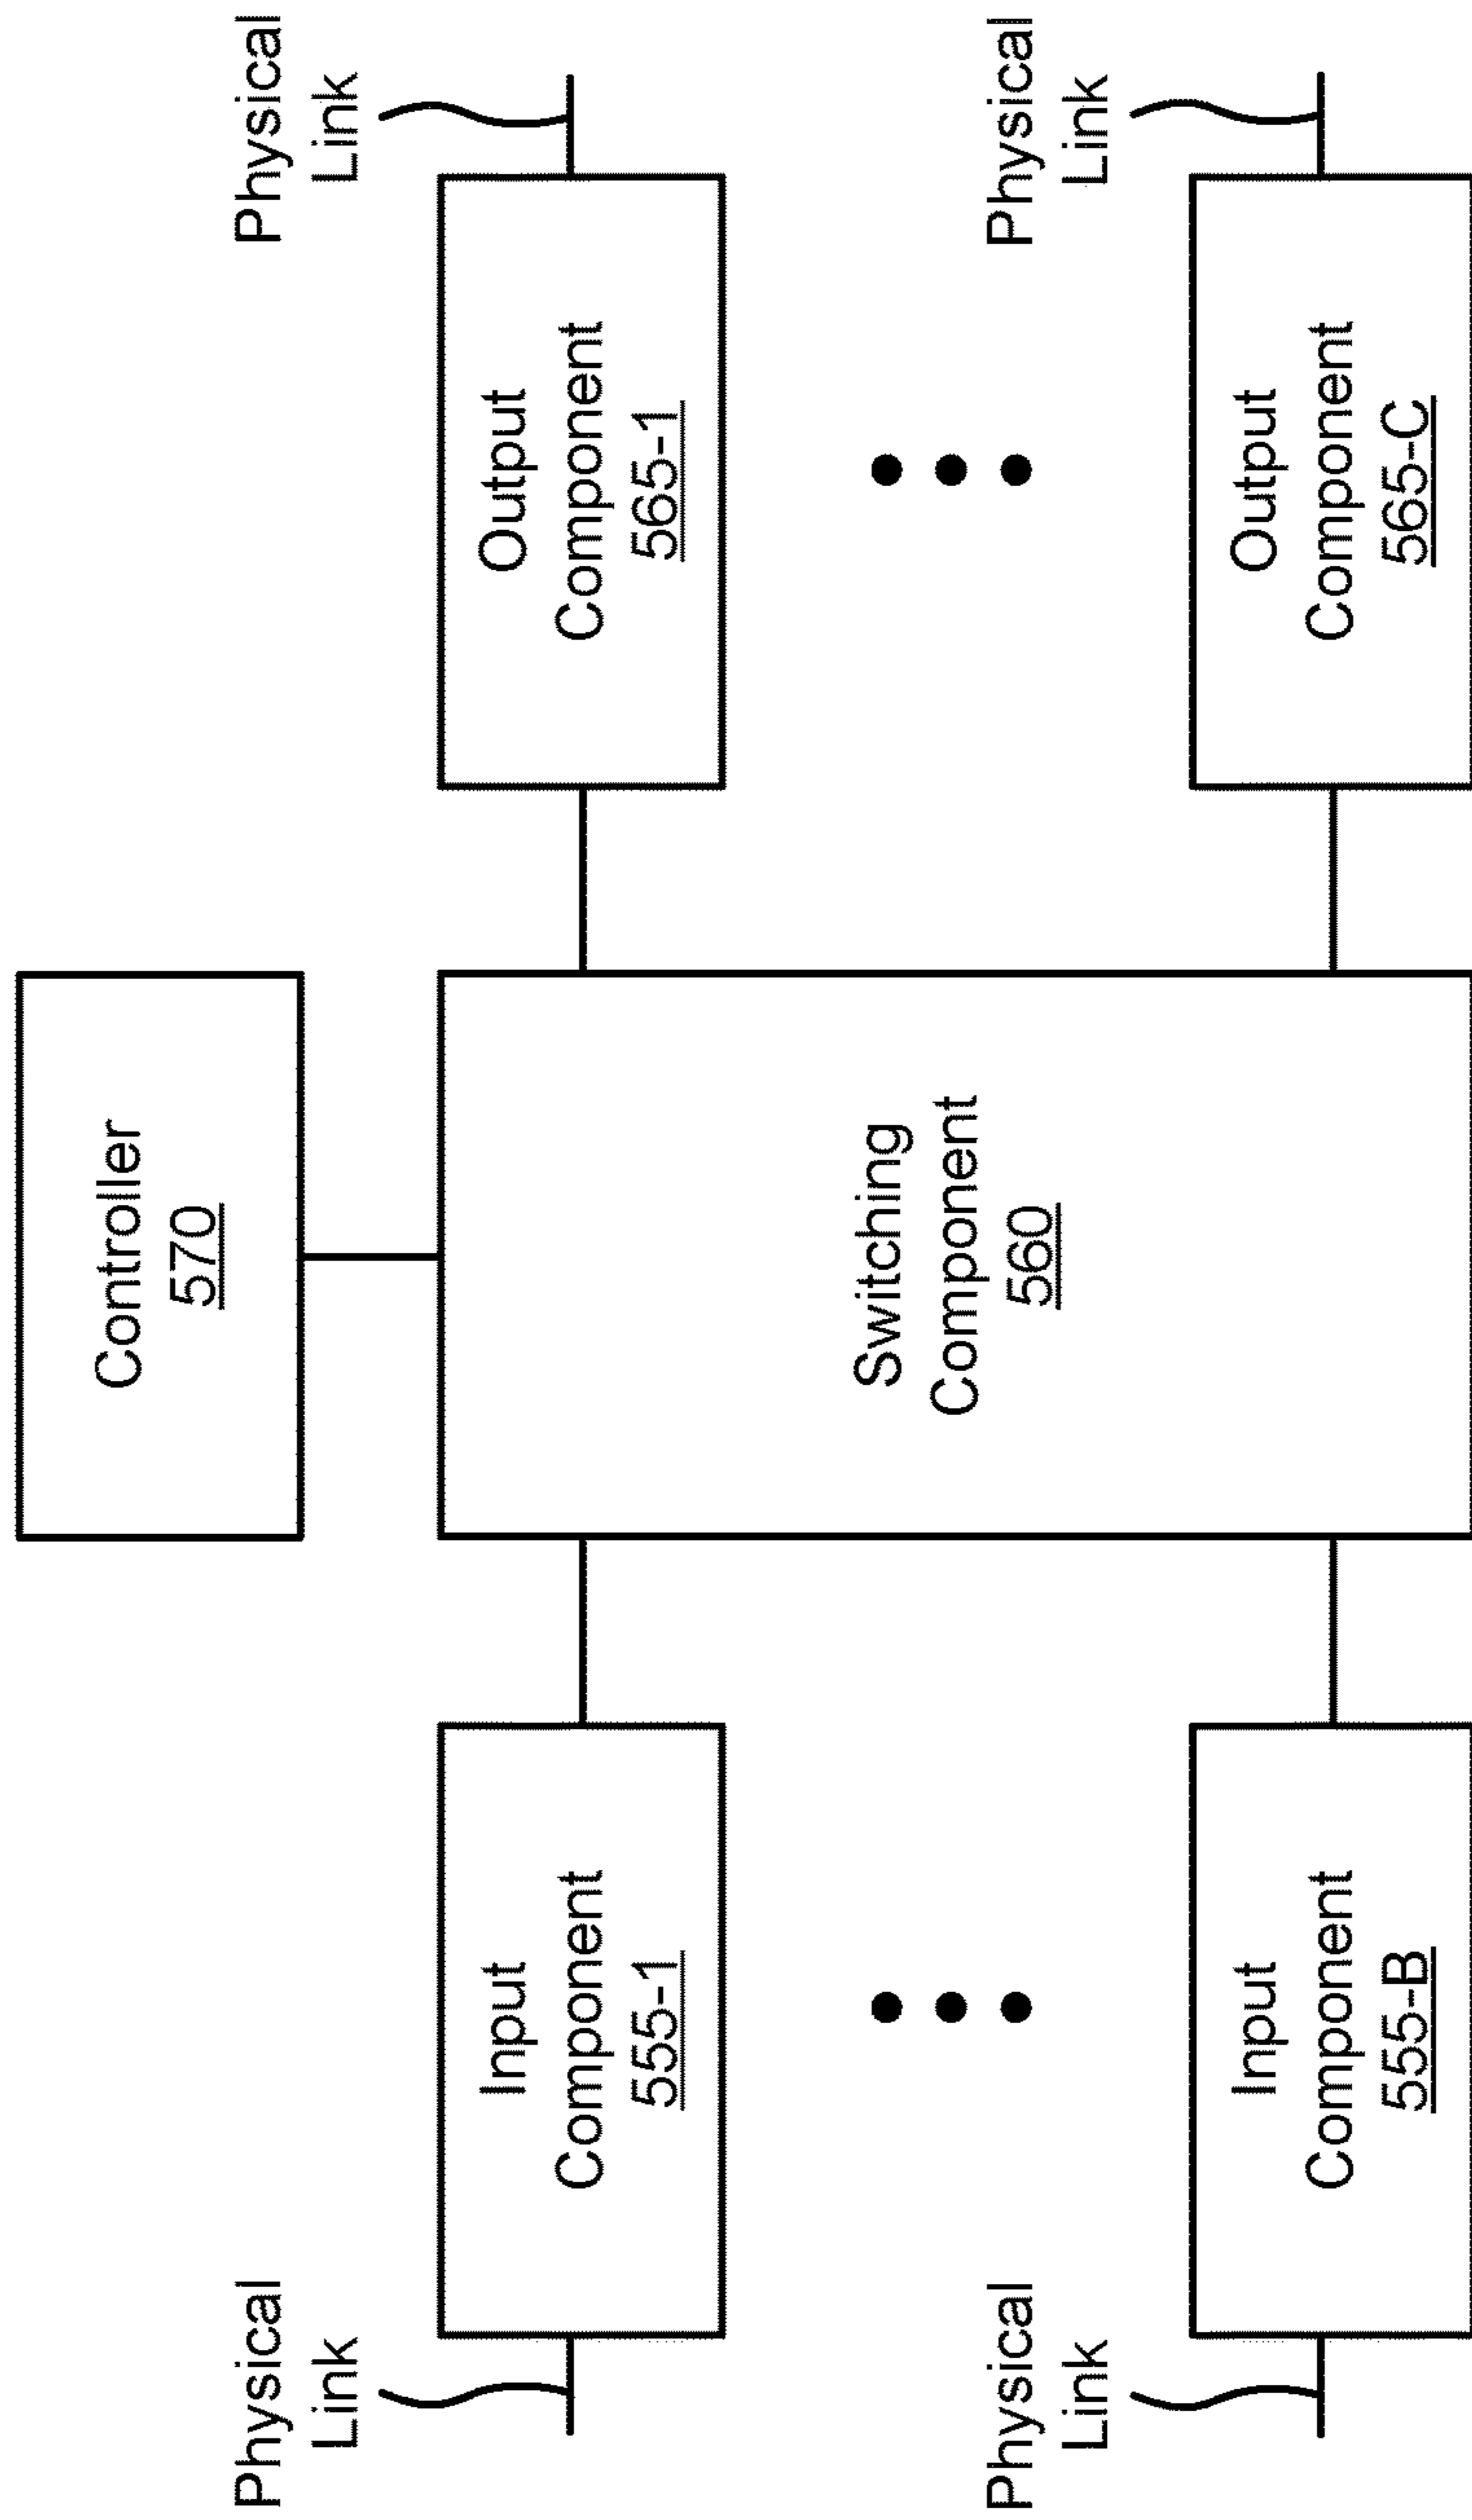 Controller
570
Physical
Link
Input
Component
555-1
Switching
Component
560
Output
Component
565-1
Physical
Link
Physical
Link
Input
Component
555-B
Output
Component
565-C
Physical
Link